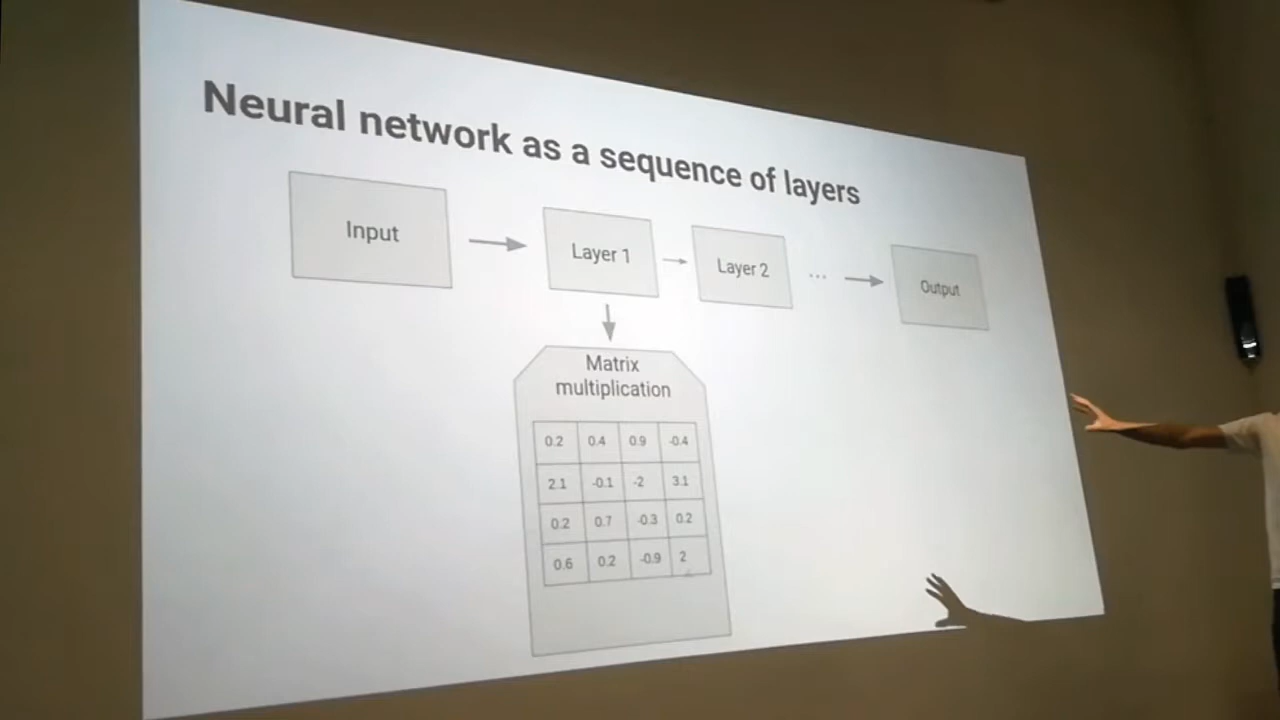 Neural network as a sequence of layers
Input
Layer 1
Layer 2
...
Output
Matrix
multiplication
0.2 0.4 0.9 -0.4
2.1 -0.1 -2 3.1
0.2 0.7 -0.3 0.2
0.6 0.2 -0.9 2